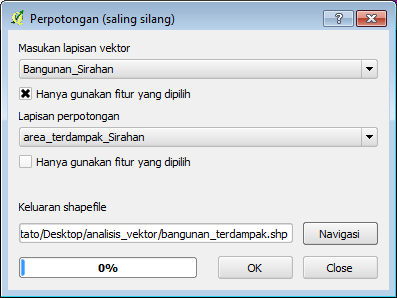 Perpotongan (saling silang)
Masukan lapisan vektor
Bangunan_Sirahan
Hanya gunakan fitur yang dipilih
Lapisan perpotongan
area_terdampak_Sirahan
Hanya gunakan fitur yang dipilih
Keluaran shapefile
tato/Desktop/analisis_vektor/bangunan_terdampak.shp
Navigasi
0%
OK
Close